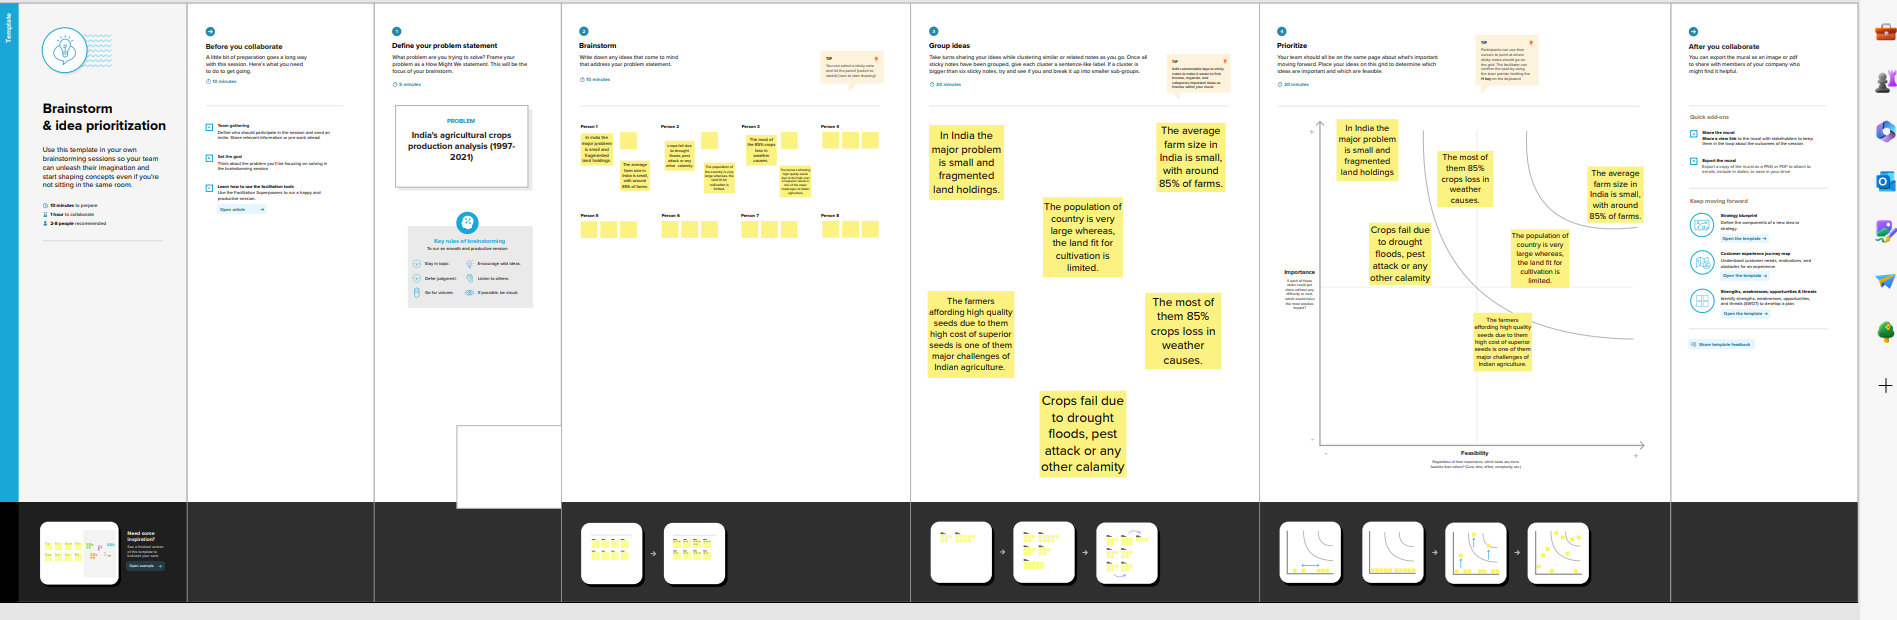 Template
Brainstorm
& idea prioritization
Use this template in your own
brainstorming sessions so your team
can unleash their imagination and
start shaping concepts even if you're
not sitting in the same room.
10 minutes to prepare
1 hour to collaborate
2-8 people recommended
Need some
inspiration?
See a finished version
of this template to
kickstart your work.
Open example
Before you collaborate
A little bit of preparation goes a long way
with this session. Here's what you need
to do to get going.
10 minutes
Team gathering
Define who should participate in the session and send an
invite. Share relevant information or pre-work ahead.
Set the goal
Think about the problem you'll be focusing on solving in
the brainstorming session.
Learn how to use the facilitation tools
Use the Facilitation Superpowers to run a happy and
productive session.
Open article
1
Define your problem statement
What problem are you trying to solve? Frame your
problem as a How Might We statement. This will be the
focus of your brainstorm.
5 minutes
PROBLEM
India's agricultural crops
production analysis (1997-
2021)
Key rules of brainstorming
To run an smooth and productive session
Stay in topic.
Encourage wild ideas.
Defer judgment.
Listen to others.
Go for volume.
If possible, be visual.
2
Brainstorm
Write down any ideas that come to mind
that address your problem statement.
10 minutes
TIP
You can select a sticky note
and hit the pencil [switch to
sketch] icon to start drawing!
Person 1
Person 2
Person 3
Person 4
In India the
major problem
is small and
fragmented
land holdings.
The average
farm size in
India is small,
with around
85% of farms.
crops fail due
to drought
floods, pest
attack or any
other calamity.
The population of
the country is very
large whereas, the
land fit for
cultivation is
limited.
The most of
the 85% crops
loss in
weather
causes.
Person 5
Person 6
Person 7
Person 8
3
Group ideas
Take turns sharing your ideas while clustering similar or related notes as you go. Once all
sticky notes have been grouped, give each cluster a sentence-like label. If a cluster is
bigger than six sticky notes, try and see if you and break it up into smaller sub-groups.
20 minutes
TIP
Add customizable tags to sticky
notes to make it easier to find,
browse, organize, and
categorize important ideas as
themes within your mural.
In India the
major problem
is small and
fragmented
land holdings.
The average
farm size in
India is small,
with around
85% of farms.
The population of
country is very
large whereas,
the land fit for
cultivation is
limited.
The farmers
affording high quality
seeds due to them
high cost of superior
seeds is one of them
major challenges of
Indian agriculture.
The most of
them 85%
crops loss in
weather
causes.
Crops fail due
to drought
floods, pest
attack or any
other calamity
4
Prioritize
Your team should all be on the same page about what's important
moving forward. Place your ideas on this grid to determine which
ideas are important and which are feasible.
20 minutes
TIP
Participants can use their
cursors to point at where
sticky notes should go on
the grid. The facilitator can
confirm the spot by using
the laser pointer holding the
H key on the keyboard.
In India the
major problem
is small and
fragmented
land holdings
The most of
them 85%
crops loss in
weather
causes.
The average
farm size in
India is small,
with around
85% of farms.
Crops fail due
to drought
floods, pest
attack or any
other calamity
The population of
country is very
large whereas,
the land fit for
cultivation is
limited.
The farmers
affording high quality
seeds due to them
high cost of superior
seeds is one of them
major challenges of
Indian agriculture.
Importance
If each of these
tasks could get
done without any
difficulty or cost,
which would have
the most positive
impact?
Feasibility
Regardless of their importance, which tasks are more
feasible than others? (Cost, time, effort, complexity, etc.)
After you collaborate
You can export the mural as an image or pdf
to share with members of your company who
might find it helpful.
Quick add-ons
Share the mural
Share a view link to the mural with stakeholders to keep
them in the loop about the outcomes of the session.
Export the mural
Export a copy of the mural as a PNG or PDF to attach to
emails, include in slides, or save in your drive.
Keep moving forward
Strategy blueprint
Define the components of a new idea or
strategy.
Open the template
Customer experience journey map
Understand customer needs, motivations, and
obstacles for an experience.
Open the template
Strengths, weaknesses, opportunities & threats
Identify strengths, weaknesses, opportunities,
and threats (SWOT) to develop a plan.
Open the template
Share template feedback